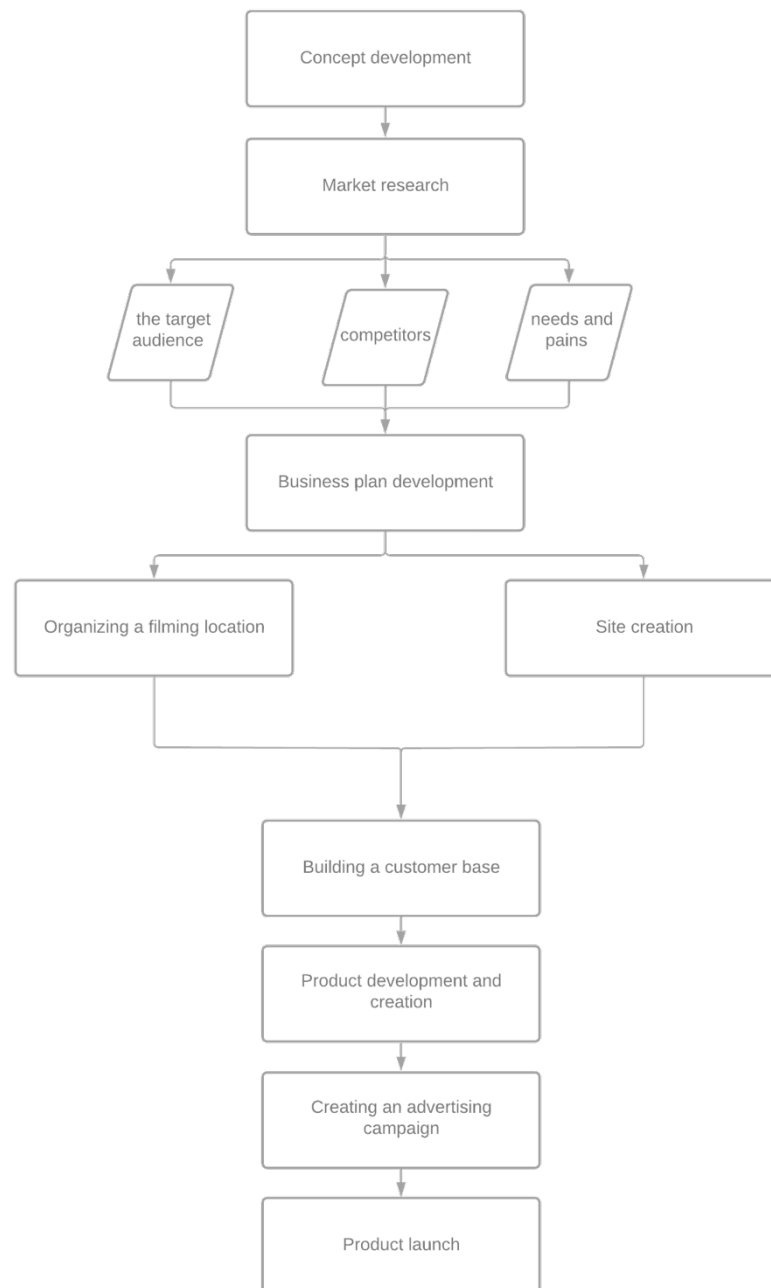 Concept development
Market research
the target
audience
competitors
needs and
pains
Business plan development
Organizing a filming location
Site creation
Building a customer base
Product development and
creation
Creating an advertising
campaign
Product launch